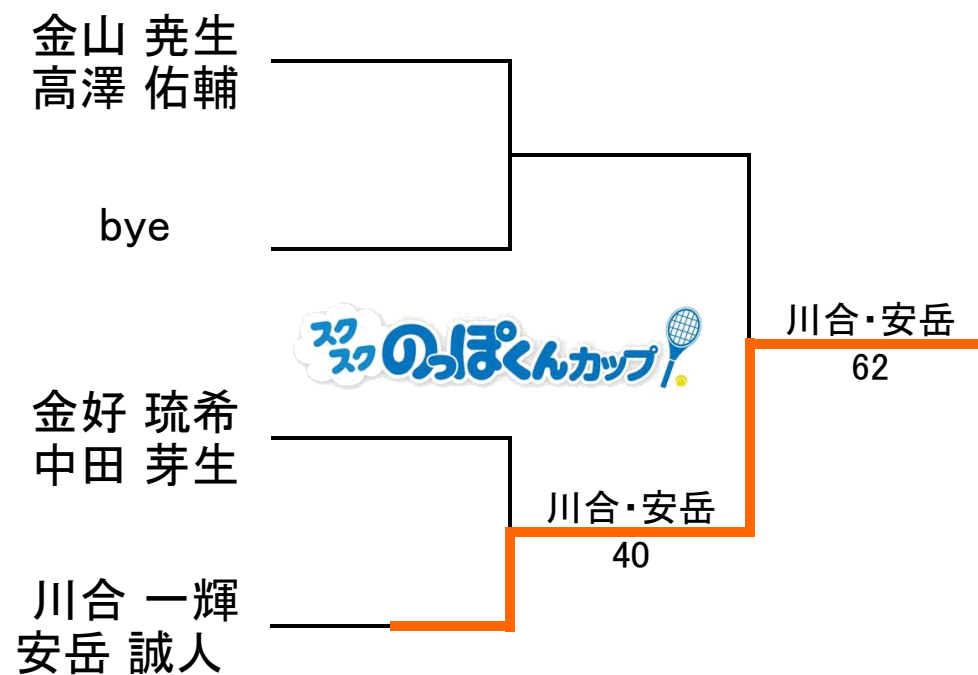 金山 尭生
高澤 佑輔
bye
スク
スク のっぽくんカップ
川合・安岳
62
金好 琉希
中田 芽生
川合・安岳
40
川合 一輝
安岳 誠人